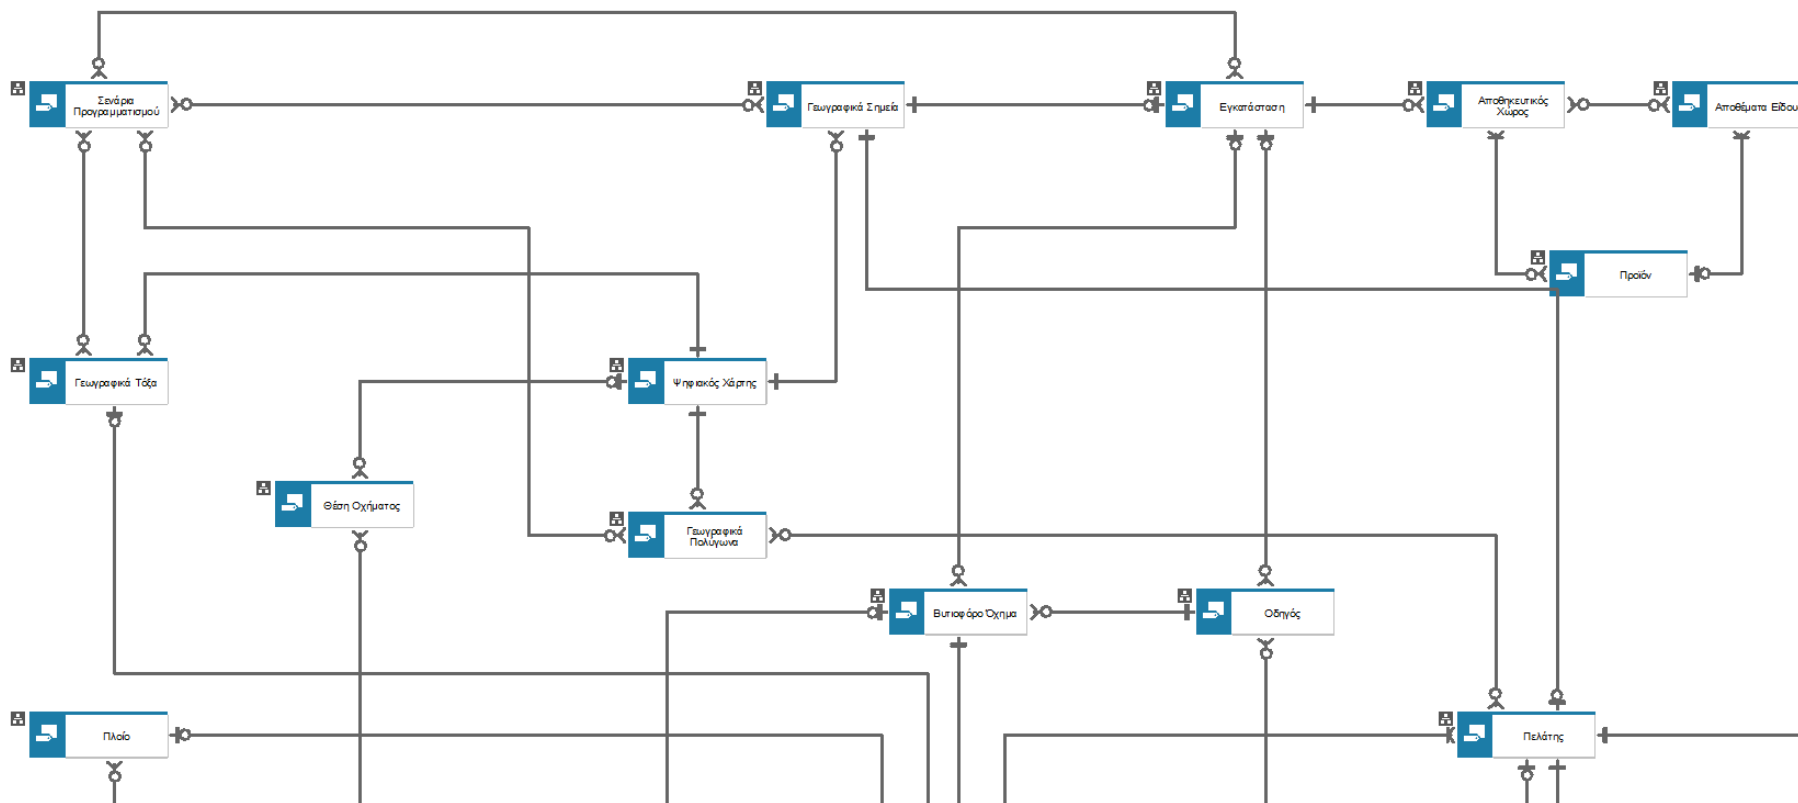 Σενάρια
Προγραμματισμού
Γεωγραφικά Σημεία
Εγκατάσταση
Αποθηκευτικός
Χώρος
Αποθέματα Είδου
Προϊόν
Γεωγραφικά Τόξα
Ψηφιακός Χάρτης
Θέση Οχήματος
Γεωγραφικά
Πολύγωνα
Βυτιοφόρο Όχημα
Οδηγός
Πλοίο
Πελάτης